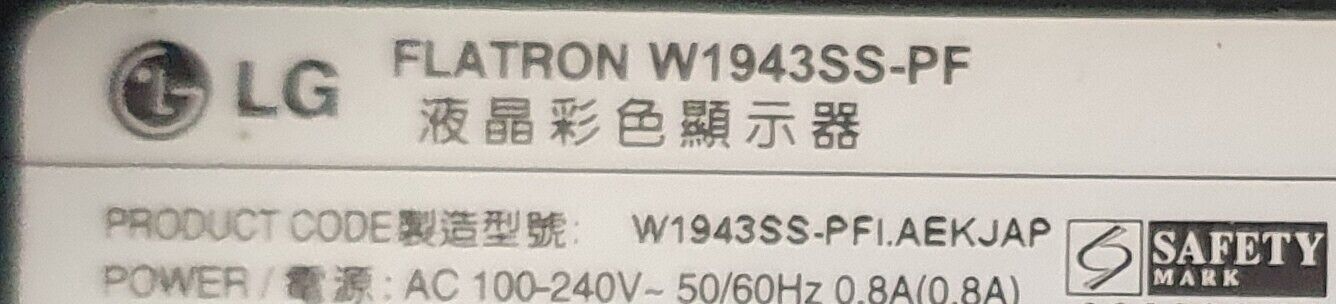 LG FLATRON W1943SS-PF
液晶彩色顯示器
PRODUCT CODE製造型號: W1943SS-PFI.AEKJAP
POWER / 電源: AC 100-240V~ 50/60Hz 0.8A(0.8A)
SAFETY
MARK